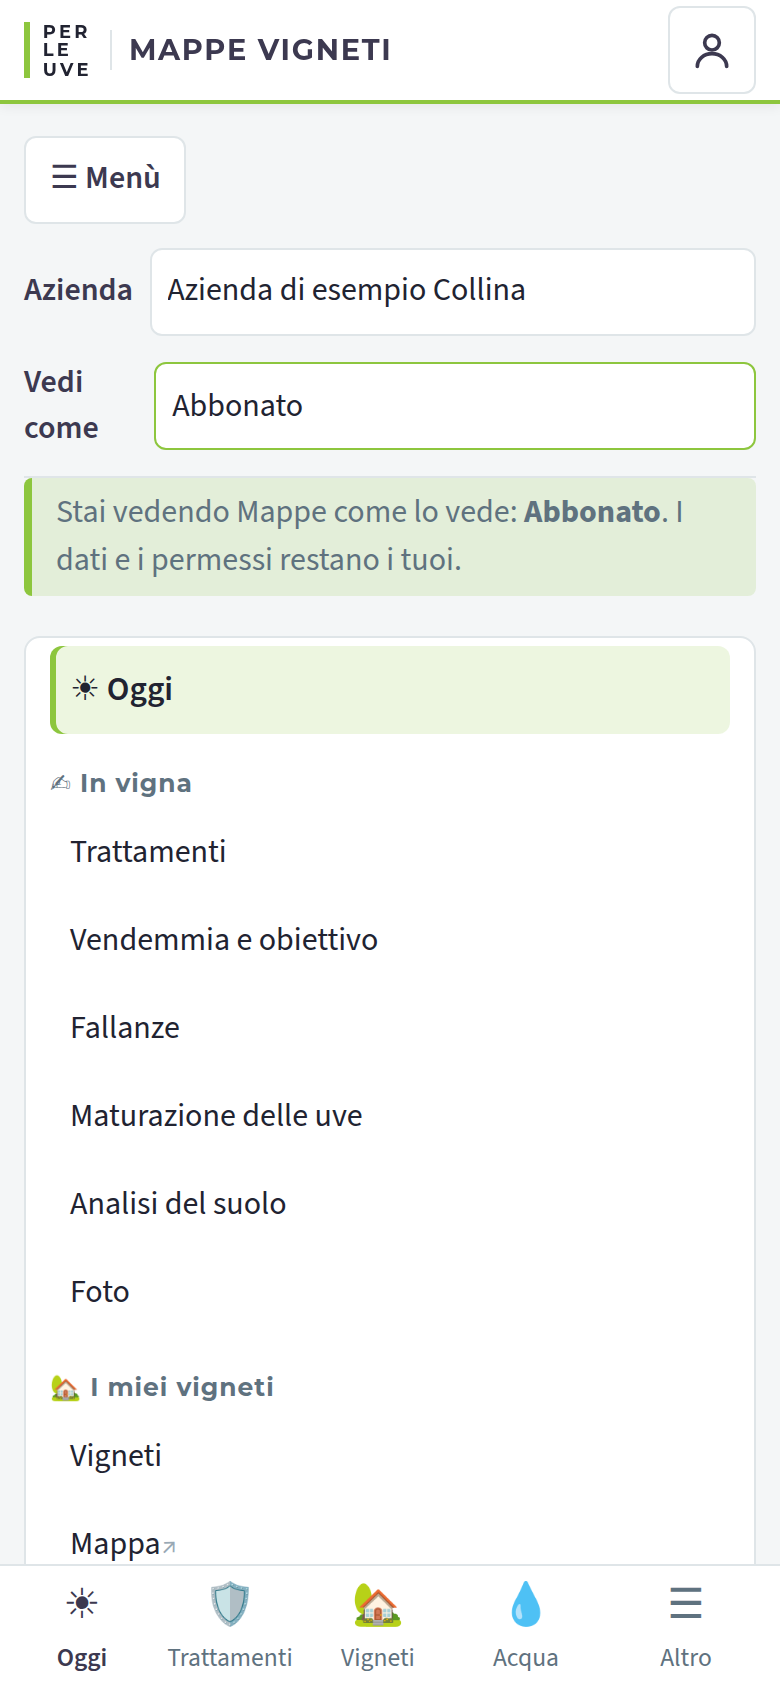 PER
LE
UVE
MAPPE VIGNETI
☰ Menù
Azienda
Azienda di esempio Collina
Vedi
come
Abbonato
Stai vedendo Mappe come lo vede: Abbonato. I
dati e i permessi restano i tuoi.
☀ Oggi
✍ In vigna
Trattamenti
Vendemmia e obiettivo
Fallanze
Maturazione delle uve
Analisi del suolo
Foto
🏡 I miei vigneti
Vigneti
Mappa↗
Oggi
Trattamenti
Vigneti
Acqua
Altro